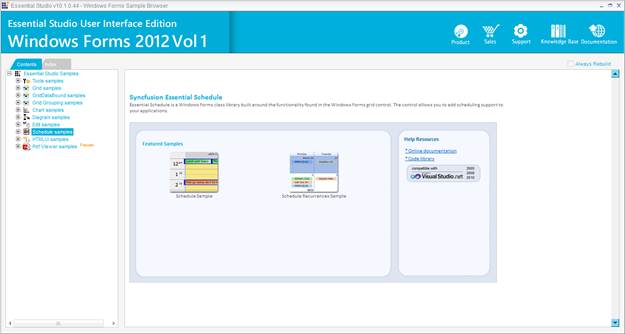 Essential Studio v10.1.0.44 - Windows Forms Sample Browser
Essential Studio User Interface Edition
Windows Forms 2012 Vol 1
Product
Sales
Support
Knowledge Base
Documentation
Contents
Index
Always Rebuild
Essential Studio Samples
Tools samples
Grid samples
GridDataBound samples
Grid Grouping samples
Chart samples
Diagram samples
Edit samples
Schedule samples
HTMLUI samples
Pdf Viewer samples
Syncfusion Essential Schedule
Essential Schedule is a Windows Forms class library built around the functionality found in the Windows Forms grid control. The control allows you to add scheduling support to
your applications.
Featured Samples
Schedule Sample
Schedule Recurrences Sample
Help Resources
Online documentation
Code library
compatible with
Visual Studio.net
2005
2008
2010